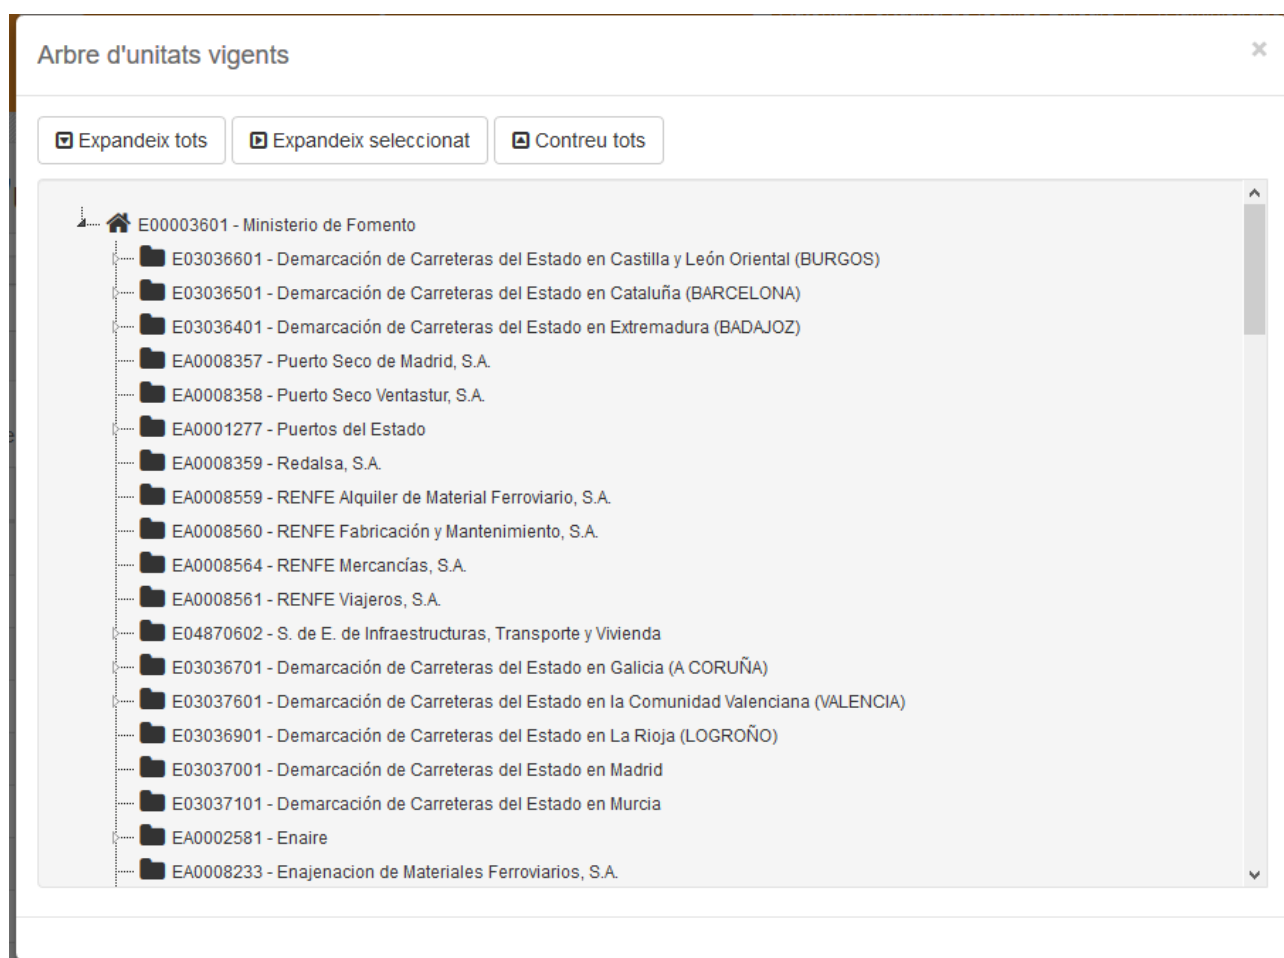 Arbre d'unitats vigents
×
Expandeix tots
Expandeix seleccionat
Contreu tots
E00003601 - Ministerio de Fomento
E03036601 - Demarcación de Carreteras del Estado en Castilla y León Oriental (BURGOS)
E03036501 - Demarcación de Carreteras del Estado en Cataluña (BARCELONA)
E03036401 - Demarcación de Carreteras del Estado en Extremadura (BADAJOZ)
EA0008357 - Puerto Seco de Madrid, S.A.
EA0008358 - Puerto Seco Ventastur, S.A.
EA0001277 - Puertos del Estado
EA0008359 - Redalsa, S.A.
EA0008559 - RENFE Alquiler de Material Ferroviario, S.A.
EA0008560 - RENFE Fabricación y Mantenimiento, S.A.
EA0008564 - RENFE Mercancías, S.A.
EA0008561 - RENFE Viajeros, S.A.
E04870602 - S. de E. de Infraestructuras, Transporte y Vivienda
E03036701 - Demarcación de Carreteras del Estado en Galicia (A CORUÑA)
E03037601 - Demarcación de Carreteras del Estado en la Comunidad Valenciana (VALENCIA)
E03036901 - Demarcación de Carreteras del Estado en La Rioja (LOGROÑO)
E03037001 - Demarcación de Carreteras del Estado en Madrid
E03037101 - Demarcación de Carreteras del Estado en Murcia
EA0002581 - Enaire
EA0008233 - Enajenacion de Materiales Ferroviarios, S.A.